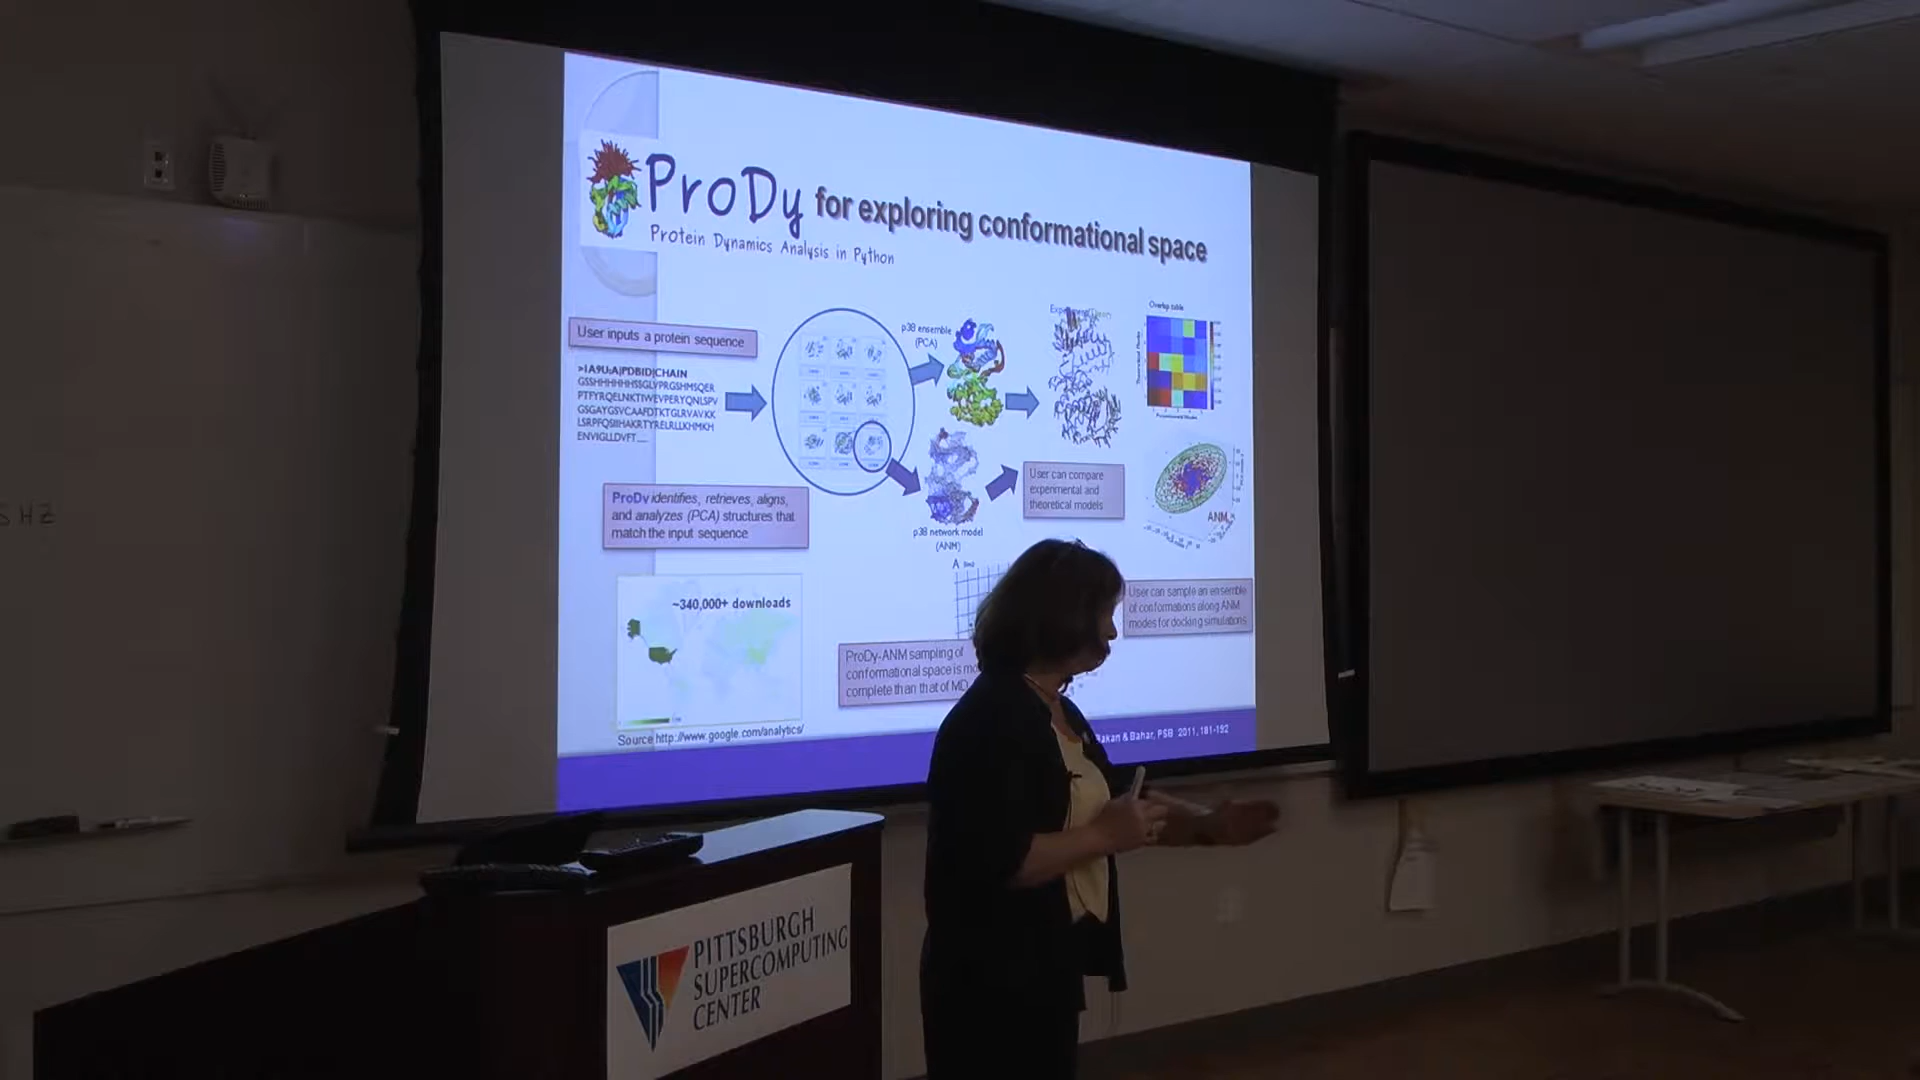 ProDy for exploring conformational space
Protein Dynamics Analysis in Python
User inputs a protein sequence
>1A9U:A|PDBID|CHAIN
GSSHHHHHHSSGLVPRGSHMSQER
PTFYRQELNKTIWEVPERYQNLSPV
GSGAYGSVCAAFDTKTGLRVAVKK
LSRPFQSIIHAKRTYRELRLLKHMKH
ENVIGLLDVFT....
p38 ensemble
(PCA)
Overlap table
ProDy identifies, retrieves, aligns,
and analyzes (PCA) structures that
match the input sequence
p38 network model
(ANM)
User can compare
experimental and
theoretical models
ANM
~340,000+ downloads
Source http://www.google.com/analytics/
A
ProDy-ANM sampling of
conformational space is
complete than that of MD
User can sample an ensemble
of conformations along ANM
modes for docking simulations
Bakan & Bahar, PSB 2011, 181-192
SHZ
PITTSBURGH
SUPERCOMPUTING
CENTER